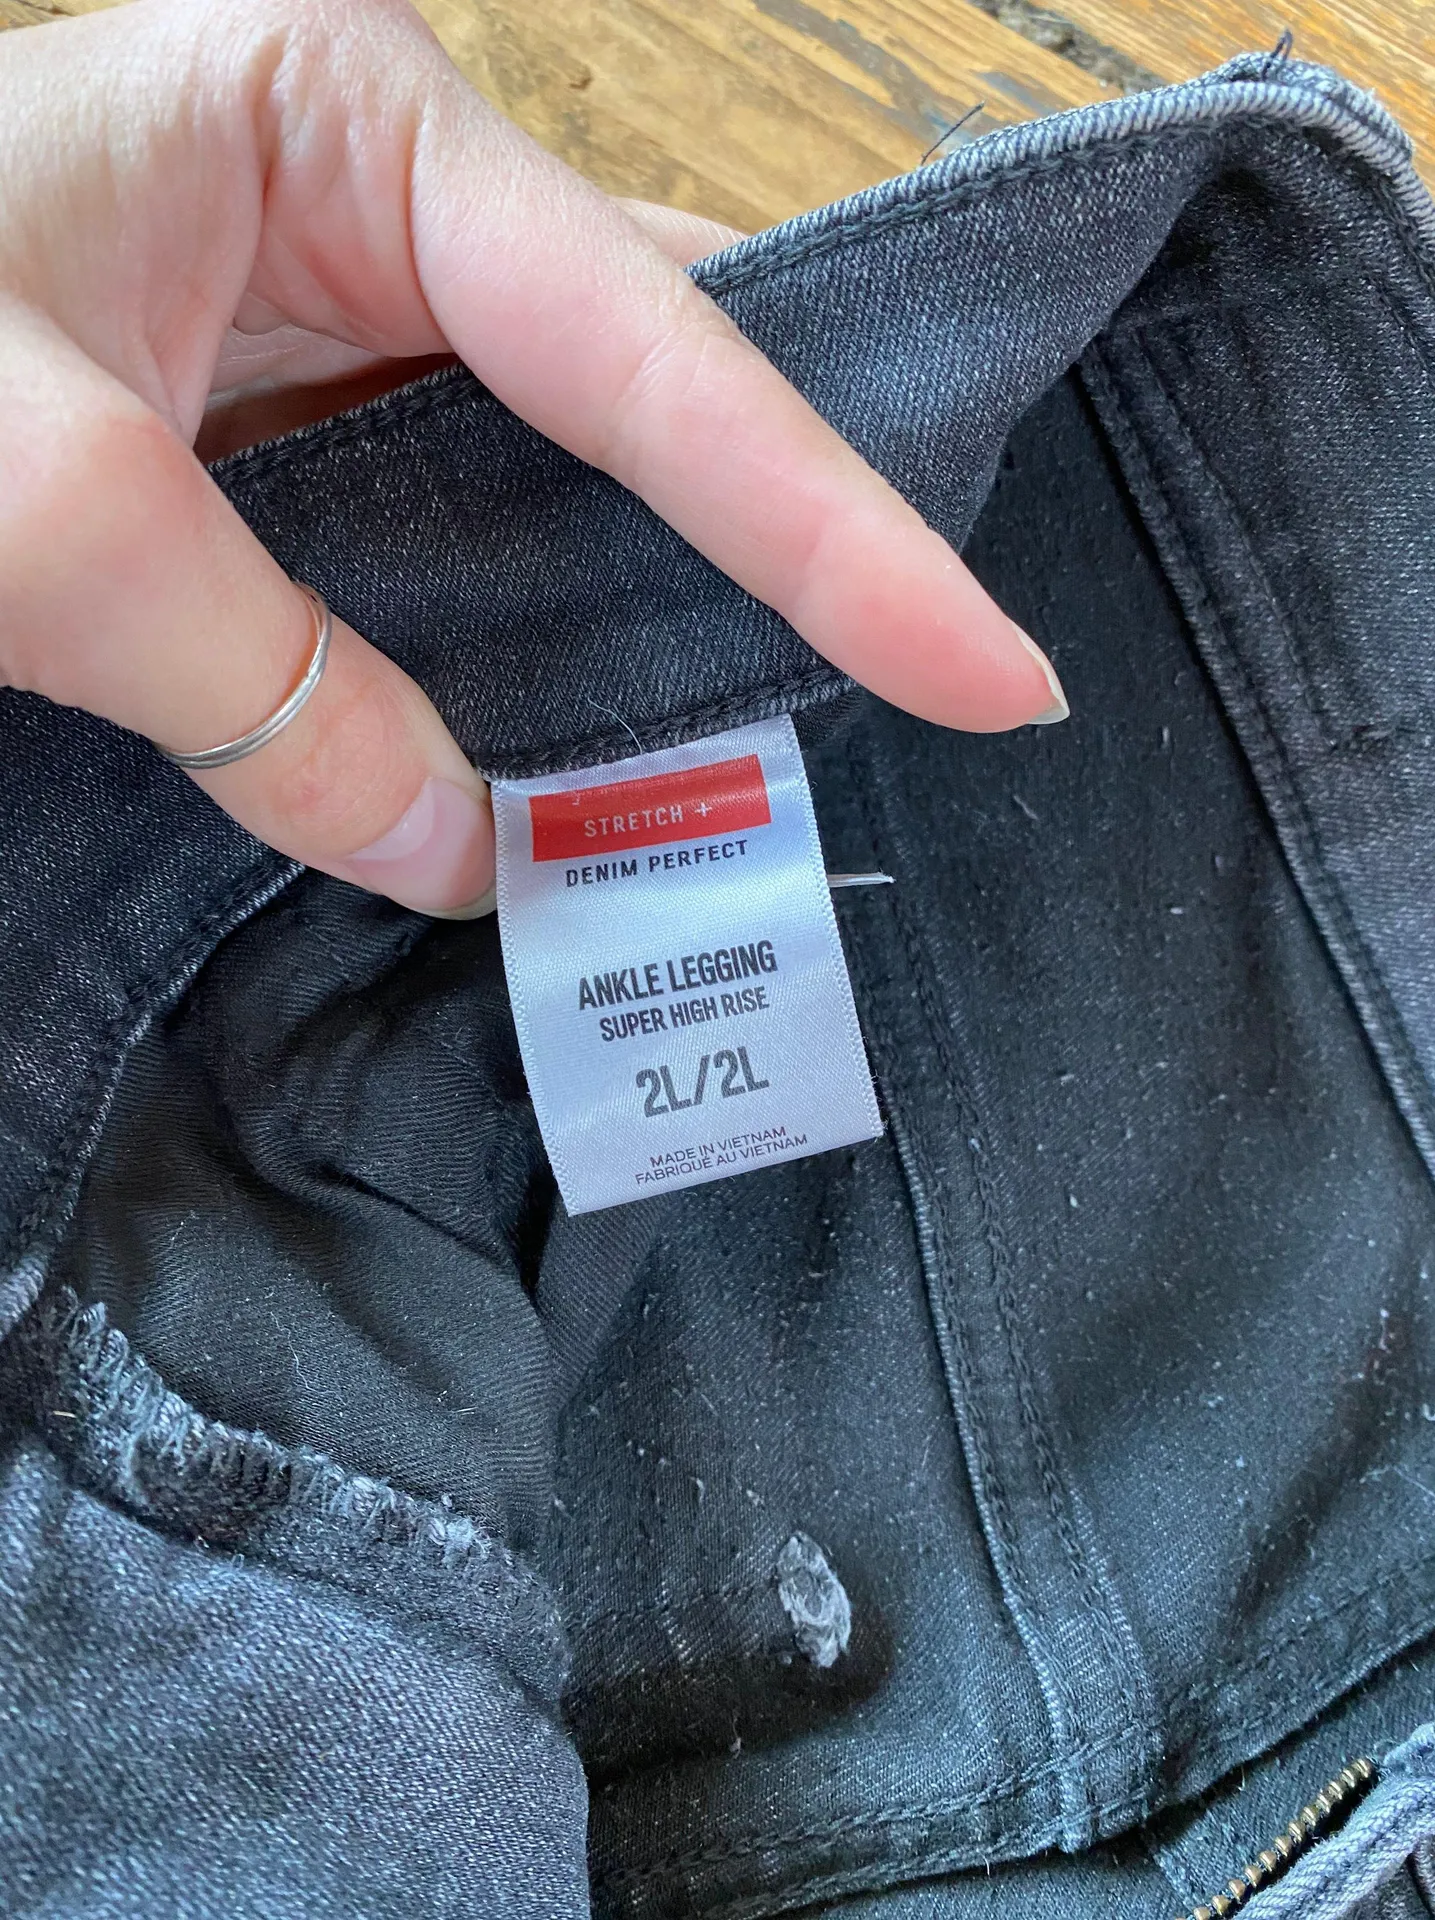 STRETCH +
DENIM PERFECT
ANKLE LEGGING
SUPER HIGH RISE
2L/2L
MADE IN VIETNAM
FABRIQUÉ AU VIETNAM